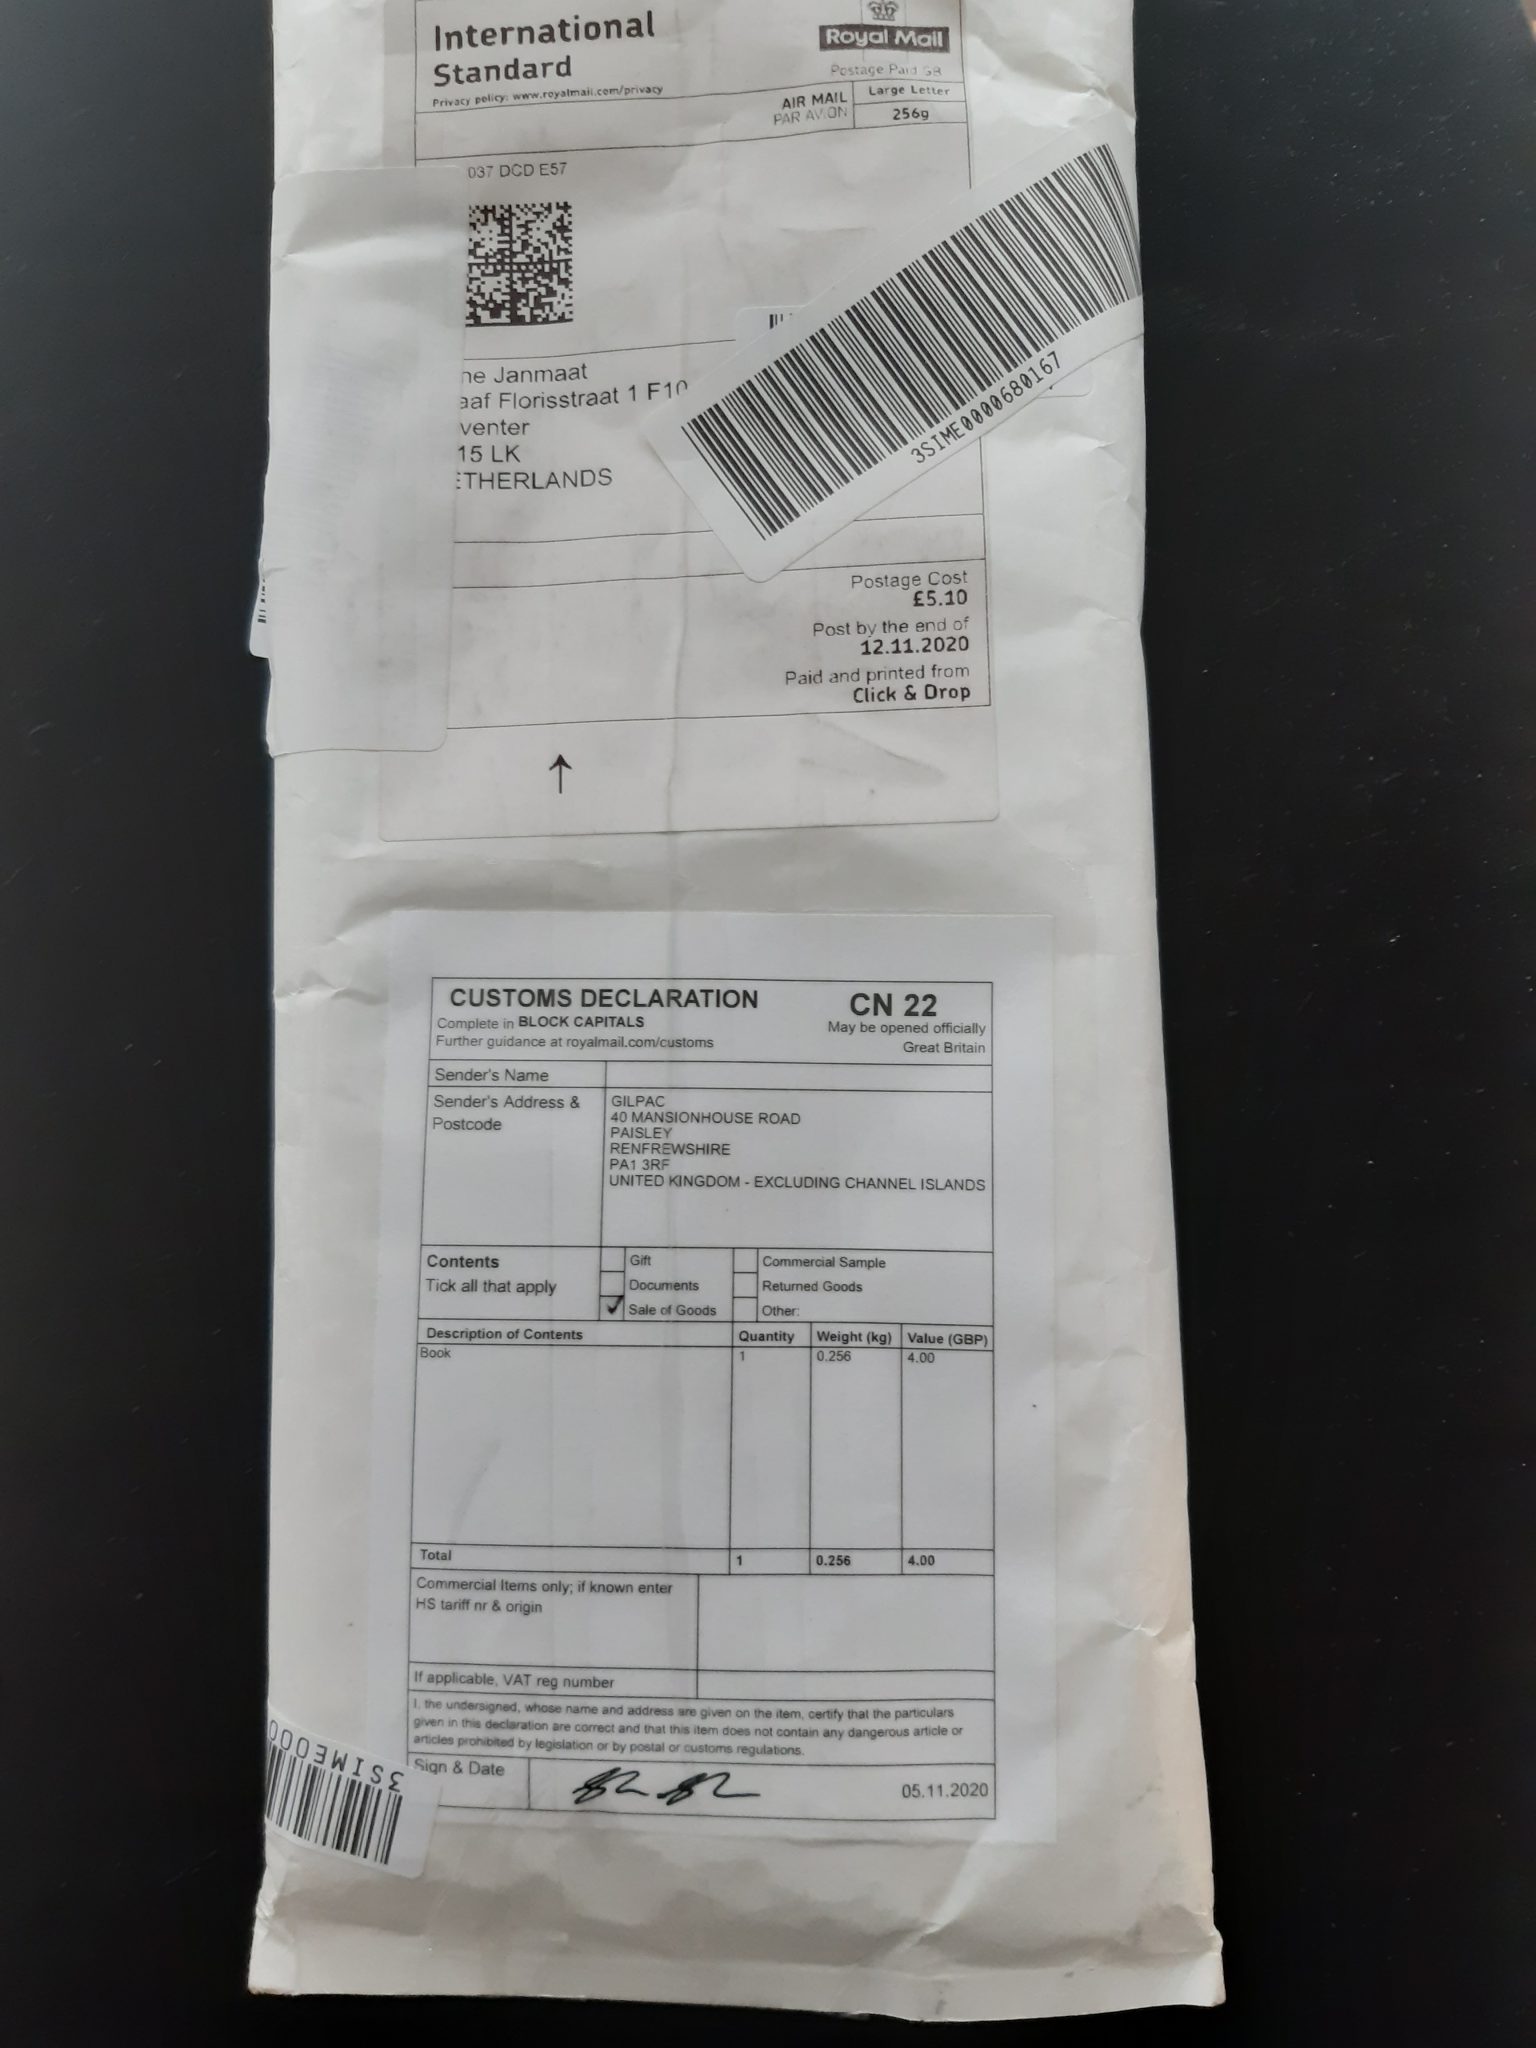 International
Standard
Privacy policy: www.royalmail.com/privacy
Royal Mail
Postage Paid GB
AIR MAIL
PAR AVION
Large Letter
256g
037 DCD E57
ne Janmaat
aaf Florisstraat 1 F10
venter
15 LK
ETHERLANDS
3SIME0000680167
Postage Cost
£5.10
Post by the end of
12.11.2020
Paid and printed from
Click & Drop
↑
CUSTOMS DECLARATION
Complete in BLOCK CAPITALS
Further guidance at royalmail.com/customs
CN 22
May be opened officially
Great Britain
Sender's Name
Sender's Address &
Postcode
GILPAC
40 MANSIONHOUSE ROAD
PAISLEY
RENFREWSHIRE
PA1 3RF
UNITED KINGDOM - EXCLUDING CHANNEL ISLANDS
Contents
Tick all that apply
Gift
Documents
✓ Sale of Goods
Commercial Sample
Returned Goods
Other:
Description of Contents Quantity Weight (kg) Value (GBP)
Book 1 0.256 4.00
Total 1 0.256 4.00
Commercial Items only; if known enter
HS tariff nr & origin
If applicable, VAT reg number
I, the undersigned, whose name and address are given on the item, certify that the particulars
given in this declaration are correct and that this item does not contain any dangerous article or
articles prohibited by legislation or by postal or customs regulations.
Sign & Date
05.11.2020
3SIME000